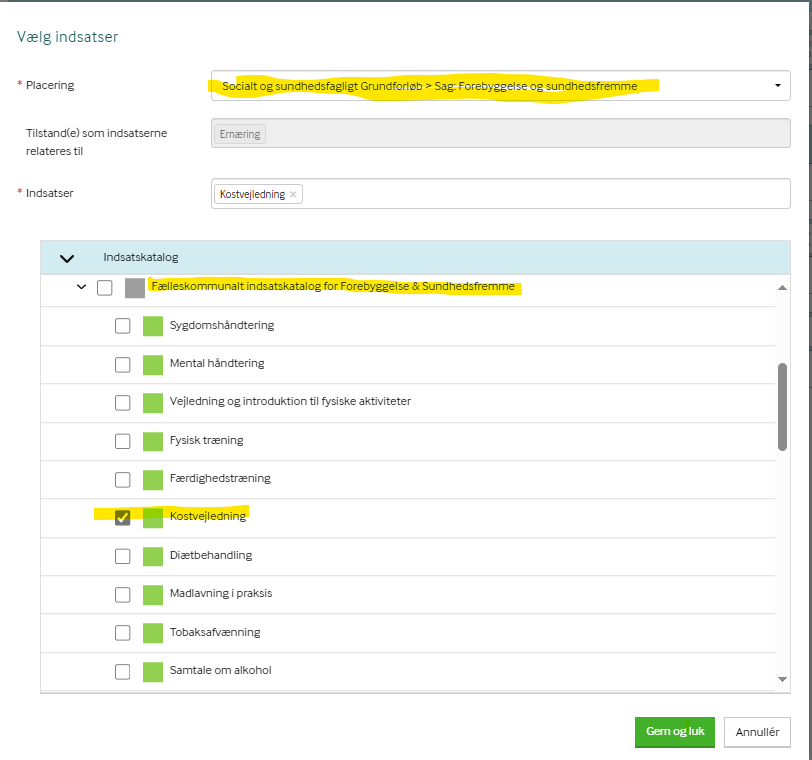 Vælg indsatser
* Placering
Socialt og sundhedsfagligt Grundforløb > Sag: Forebyggelse og sundhedsfremme
Tilstand(e) som indsatserne
relateres til
Ernæring
* Indsatser
Kostvejledning ×
Indsatskatalog
Fælleskommunalt indsatskatalog for Forebyggelse & Sundhedsfremme
Sygdomshåndtering
Mental håndtering
Vejledning og introduktion til fysiske aktiviteter
Fysisk træning
Færdighedstræning
Kostvejledning
Diætbehandling
Madlavning i praksis
Tobaksafvænning
Samtale om alkohol
Gem og luk
Annullér